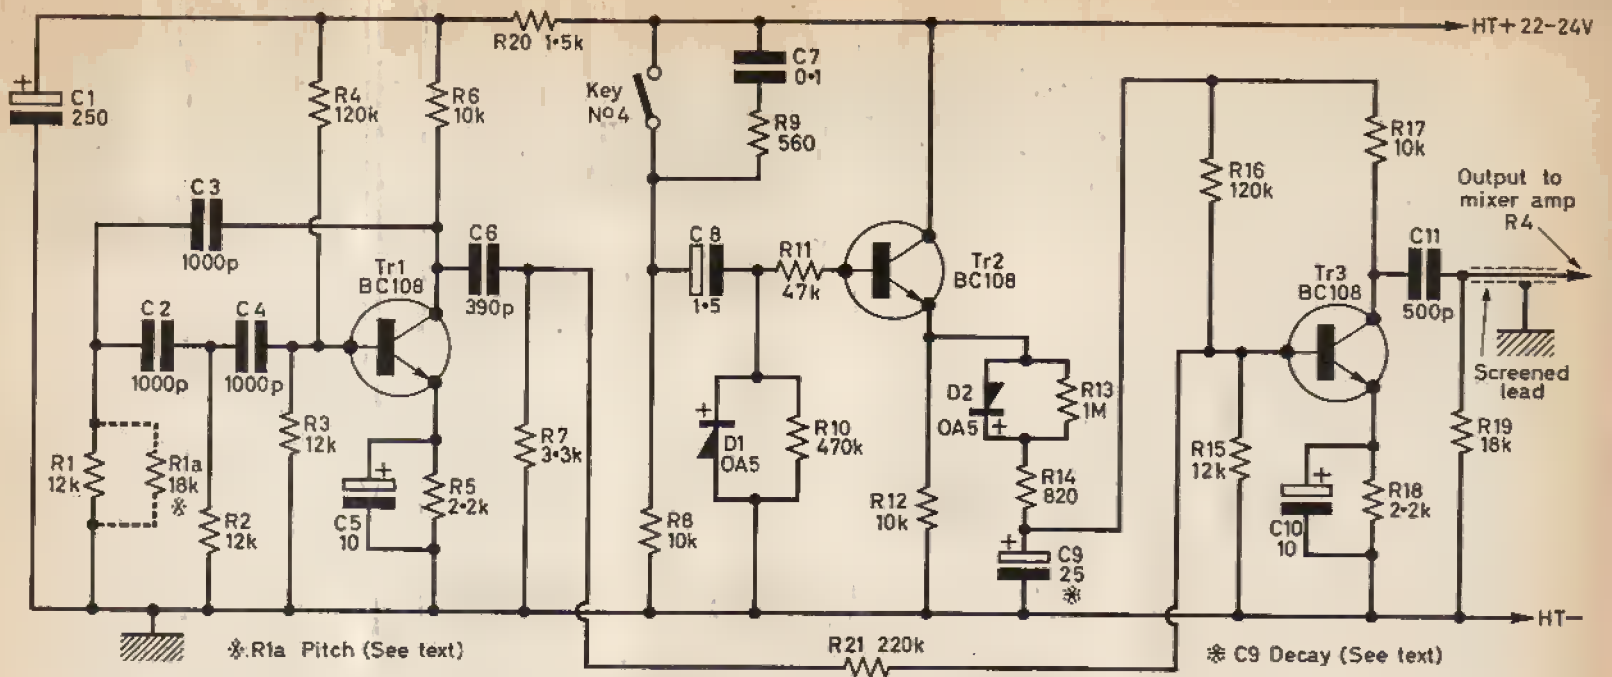 HT+ 22-24V
R20 1·5k
C7
0·1
+
C1
250
R4
120k
R6
10k
Key
No4
R9
560
R17
10k
R16
120k
Output to
mixer amp
R4
C3
1000p
C6
390p
C8
1·5
R11
47k
Tr2
BC108
C11
500p
Tr1
BC108
Tr3
BC108
C2
1000p
C4
1000p
Screened
lead
D2
OA5
+
R13
1M
R3
12k
R7
3·3k
+
D1
OA5
R10
470k
R19
18k
R1
12k
R1a
18k
※
R15
12k
+
C5
10
R5
2·2k
R14
820
R12
10k
R18
2·2k
C10
10
R2
12k
R8
10k
+
C9
25
※
HT—
※ R1a Pitch (See text)
R21 220k
※ C9 Decay (See text)